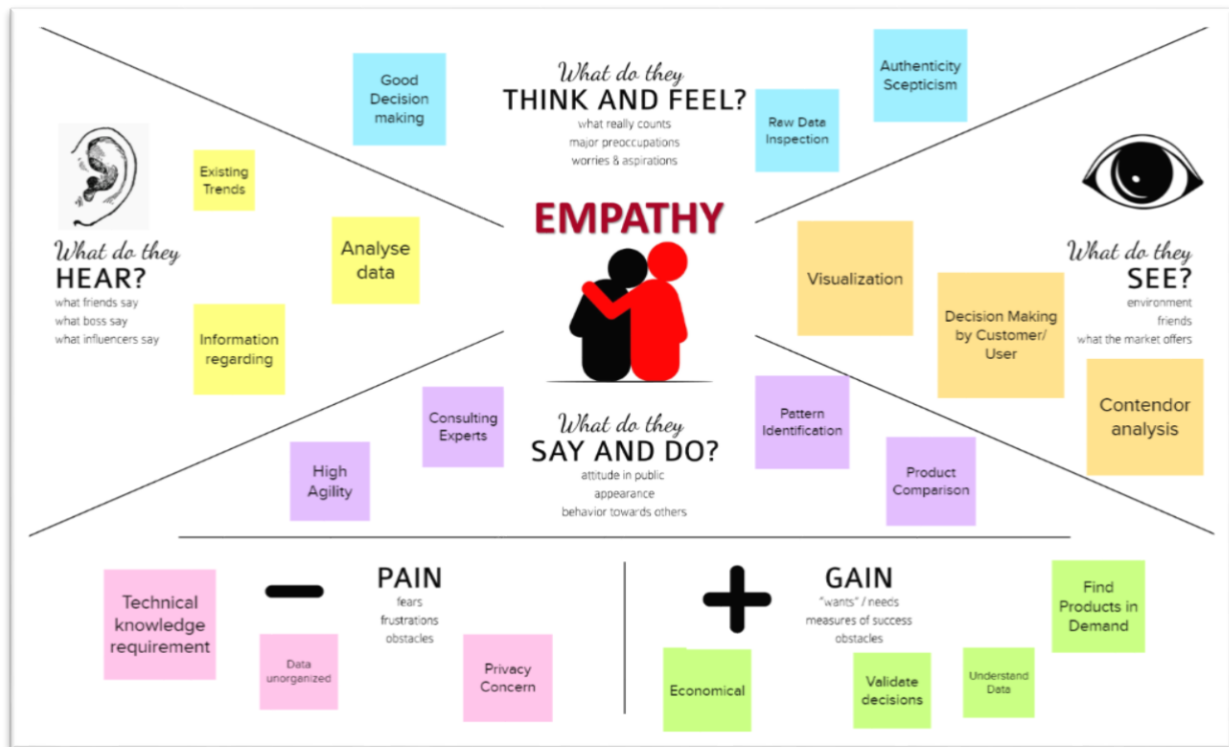 What do they
THINK AND FEEL?
what really counts
major preoccupations
worries & aspirations
Good
Decision
making
Raw Data
Inspection
Authenticity
Scepticism
What do they
HEAR?
what friends say
what boss say
what influencers say
Existing
Trends
Analyse
data
Information
regarding
EMPATHY
What do they
SEE?
environment
friends
what the market offers
Visualization
Decision Making
by Customer/
User
Contendor
analysis
What do they
SAY AND DO?
attitude in public
appearance
behavior towards others
Consulting
Experts
High
Agility
Pattern
Identification
Product
Comparison
PAIN
fears
frustrations
obstacles
Technical
knowledge
requirement
Data
unorganized
Privacy
Concern
GAIN
"wants" / needs
measures of success
obstacles
Economical
Validate
decisions
Understand
Data
Find
Products in
Demand